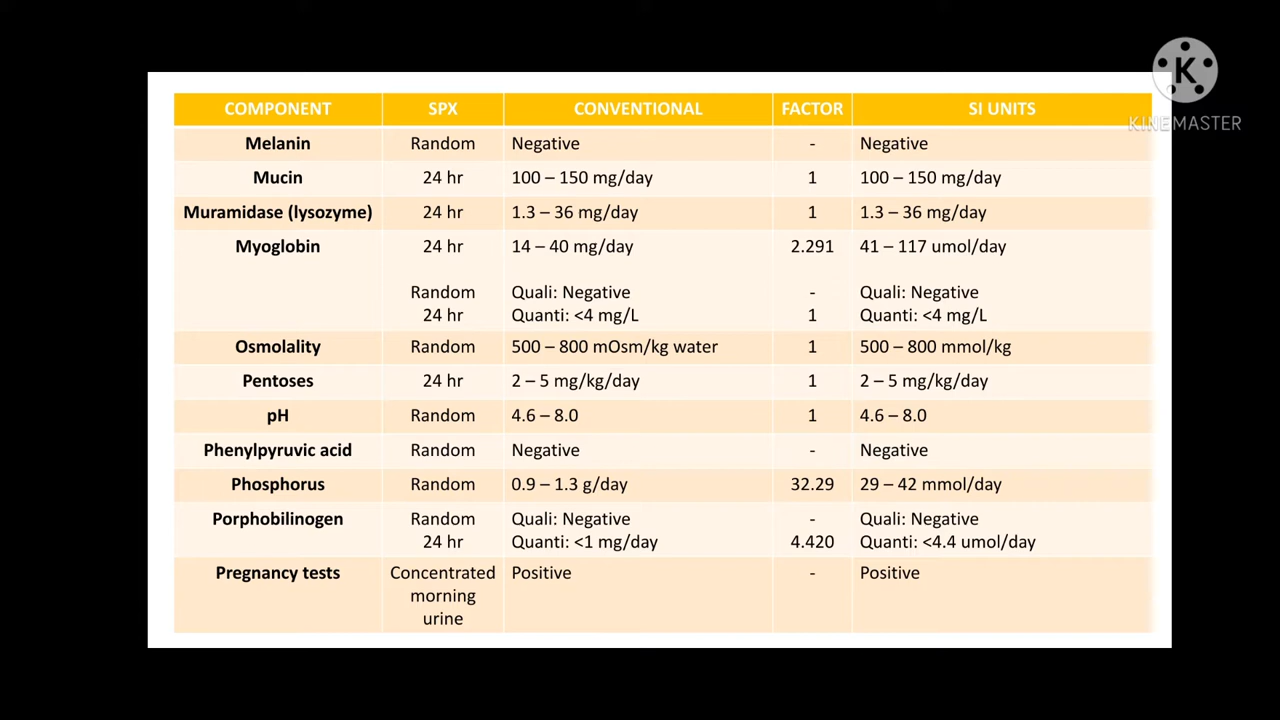 COMPONENT SPX CONVENTIONAL FACTOR SI UNITS
Melanin Random Negative - Negative
Mucin 24 hr 100 – 150 mg/day 1 100 – 150 mg/day
Muramidase (lysozyme) 24 hr 1.3 – 36 mg/day 1 1.3 – 36 mg/day
Myoglobin 24 hr 14 – 40 mg/day 2.291 41 – 117 umol/day
Random Quali: Negative - Quali: Negative
24 hr Quanti: <4 mg/L 1 Quanti: <4 mg/L
Osmolality Random 500 – 800 mOsm/kg water 1 500 – 800 mmol/kg
Pentoses 24 hr 2 – 5 mg/kg/day 1 2 – 5 mg/kg/day
pH Random 4.6 – 8.0 1 4.6 – 8.0
Phenylpyruvic acid Random Negative - Negative
Phosphorus Random 0.9 – 1.3 g/day 32.29 29 – 42 mmol/day
Porphobilinogen Random Quali: Negative - Quali: Negative
24 hr Quanti: <1 mg/day 4.420 Quanti: <4.4 umol/day
Pregnancy tests Concentrated Positive - Positive
morning
urine
K
KINEMASTER